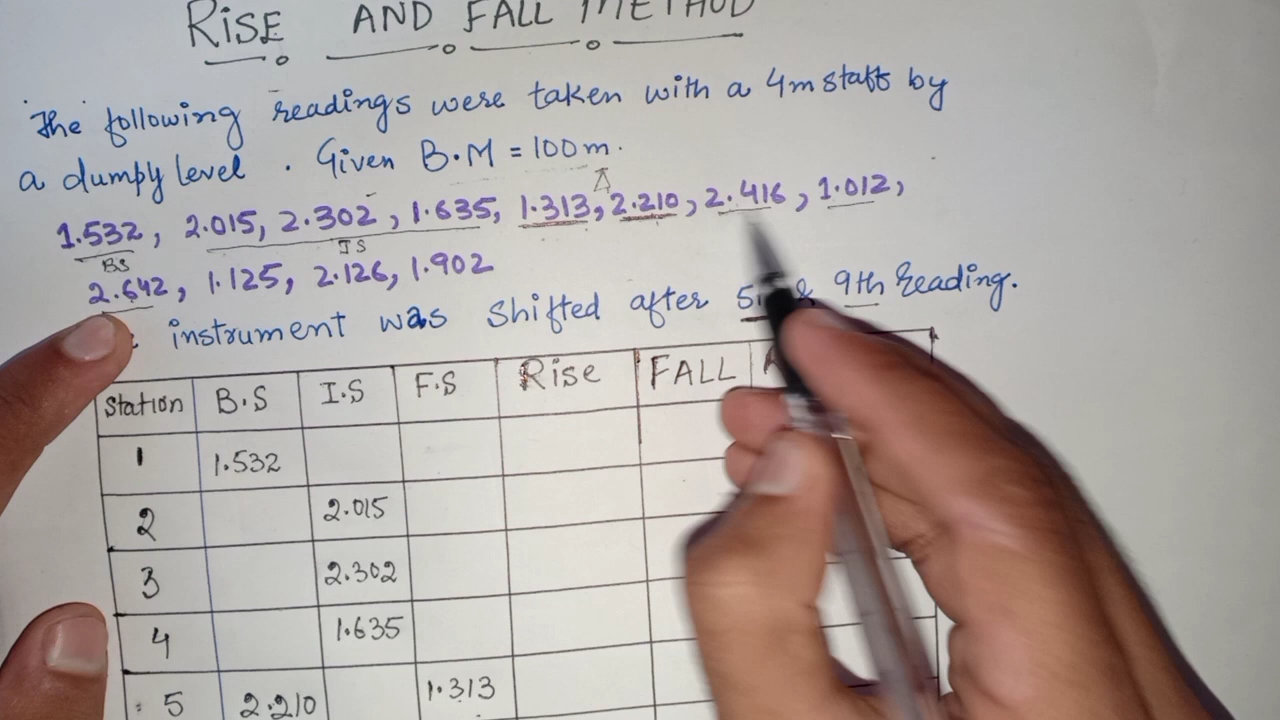 RISE AND FALL METHOD
The following readings were taken with a 4m staff by
a dumpy level . Given B.M = 100m.
1.532, 2.015, 2.302, 1.635, 1.313, 2.210, 2.416, 1.012,
BS IS
2.642, 1.125, 2.126, 1.902
instrument was shifted after & 9th reading.
Station B.S I.S F.S Rise FALL
1 1.532
2 2.015
3 2.302
4 1.635
5 2.210 1.313